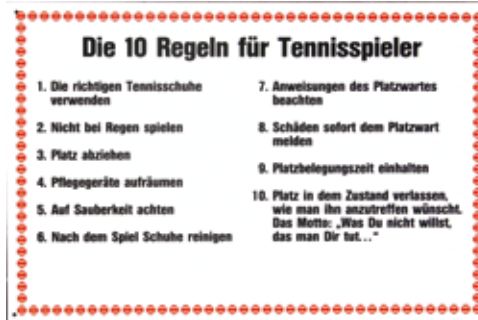 Die 10 Regeln für Tennisspieler
1. Die richtigen Tennisschuhe
verwenden
2. Nicht bei Regen spielen
3. Platz abziehen
4. Pflegegeräte aufräumen
5. Auf Sauberkeit achten
6. Nach dem Spiel Schuhe reinigen
7. Anweisungen des Platzwartes
beachten
8. Schäden sofort dem Platzwart
melden
9. Platzbelegungszeit einhalten
10. Platz in dem Zustand verlassen,
wie man ihn anzutreffen wünscht.
Das Motto: „Was Du nicht willst,
das man Dir tut..."